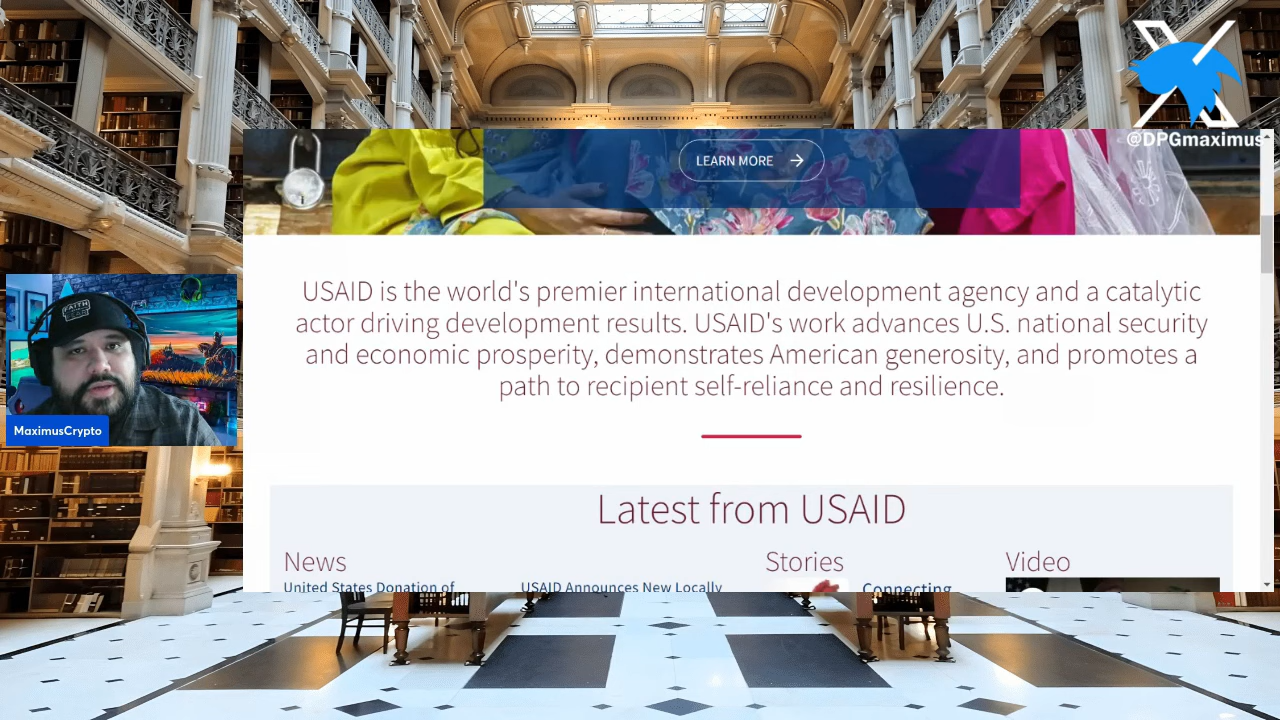 @DPGmaximus
LEARN MORE
USAID is the world's premier international development agency and a catalytic
actor driving development results. USAID's work advances U.S. national security
and economic prosperity, demonstrates American generosity, and promotes a
path to recipient self-reliance and resilience.
MaximusCrypto
Latest from USAID
News
Stories
Video
United States Donation of
USAID Announces New Locally
Connecting